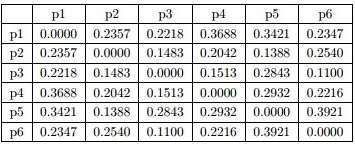 p1 p2 p3 p4 p5 p6
p1 0.0000 0.2357 0.2218 0.3688 0.3421 0.2347
p2 0.2357 0.0000 0.1483 0.2042 0.1388 0.2540
p3 0.2218 0.1483 0.0000 0.1513 0.2843 0.1100
p4 0.3688 0.2042 0.1513 0.0000 0.2932 0.2216
p5 0.3421 0.1388 0.2843 0.2932 0.0000 0.3921
p6 0.2347 0.2540 0.1100 0.2216 0.3921 0.0000